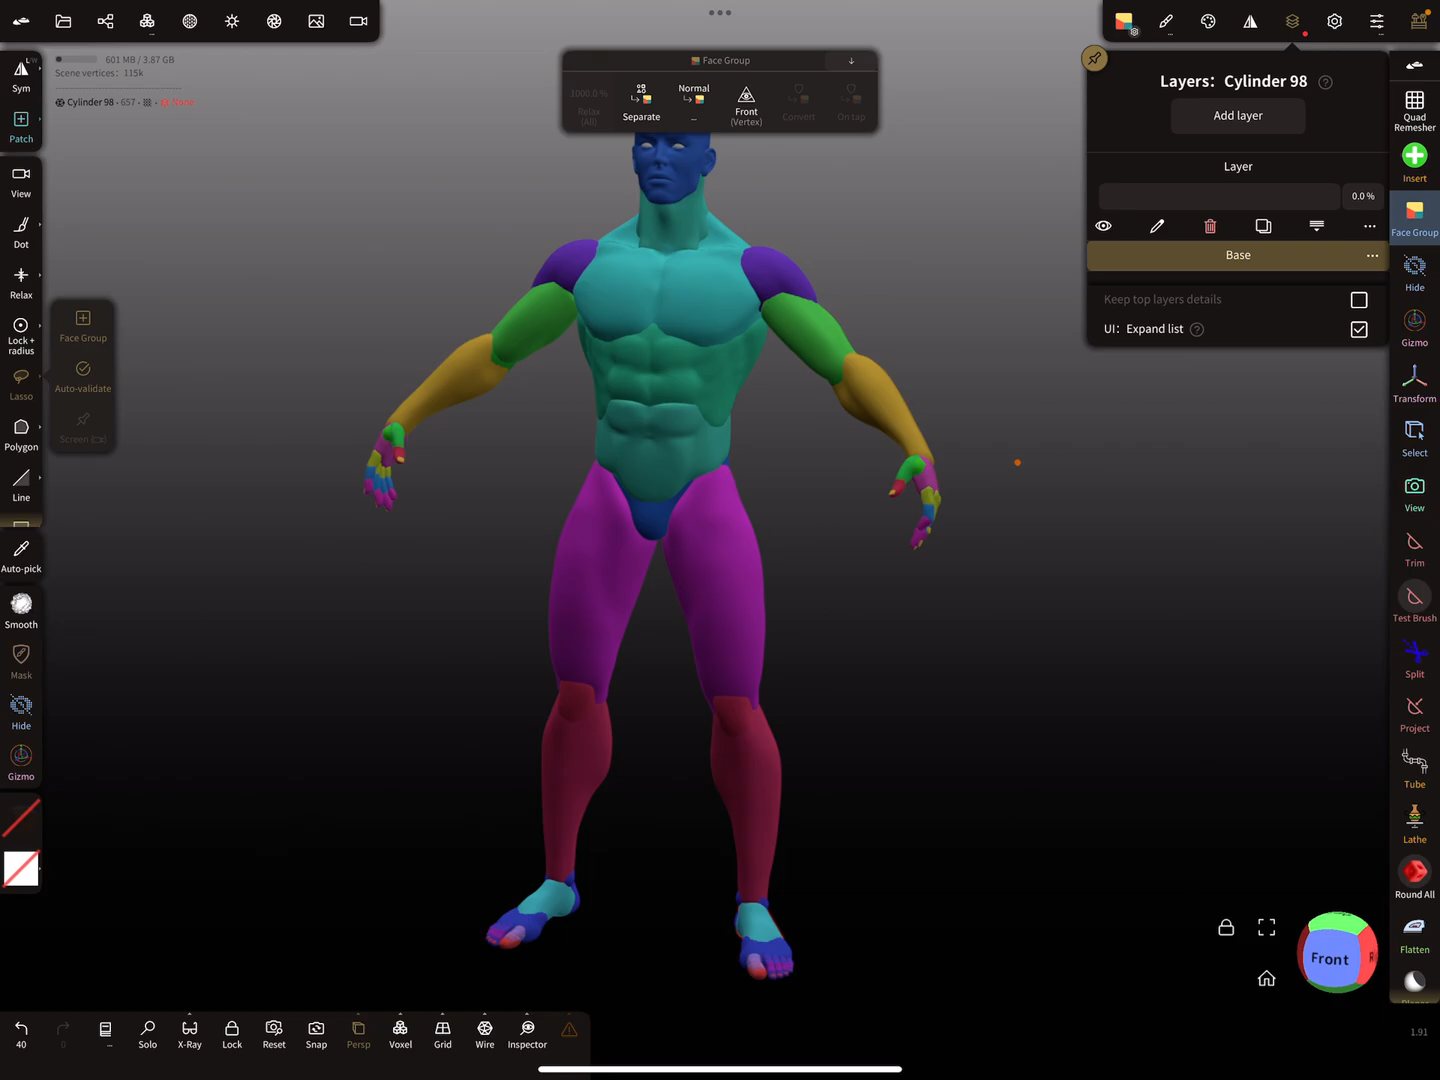 601 MB / 3.87 GB
Scene vertices: 115k
Cylinder 98 · 657 · None
L/W
Sym
Patch
View
Dot
Relax
Lock + radius
Lasso
Polygon
Line
Face Group
Auto-validate
Screen
Auto-pick
Smooth
Mask
Hide
Gizmo
Face Group
1000.0 %
Relax (All)
Separate
Normal
...
Front (Vertex)
Convert
On tap
Layers: Cylinder 98
Add layer
Layer
0.0 %
Base
Keep top layers details
UI: Expand list
Quad Remesher
Insert
Face Group
Hide
Gizmo
Transform
Select
View
Trim
Test Brush
Split
Project
Tube
Lathe
Round All
Flatten
Front
R
40
0
...
Solo
X-Ray
Lock
Reset
Snap
Persp
Voxel
Grid
Wire
Inspector
1.91